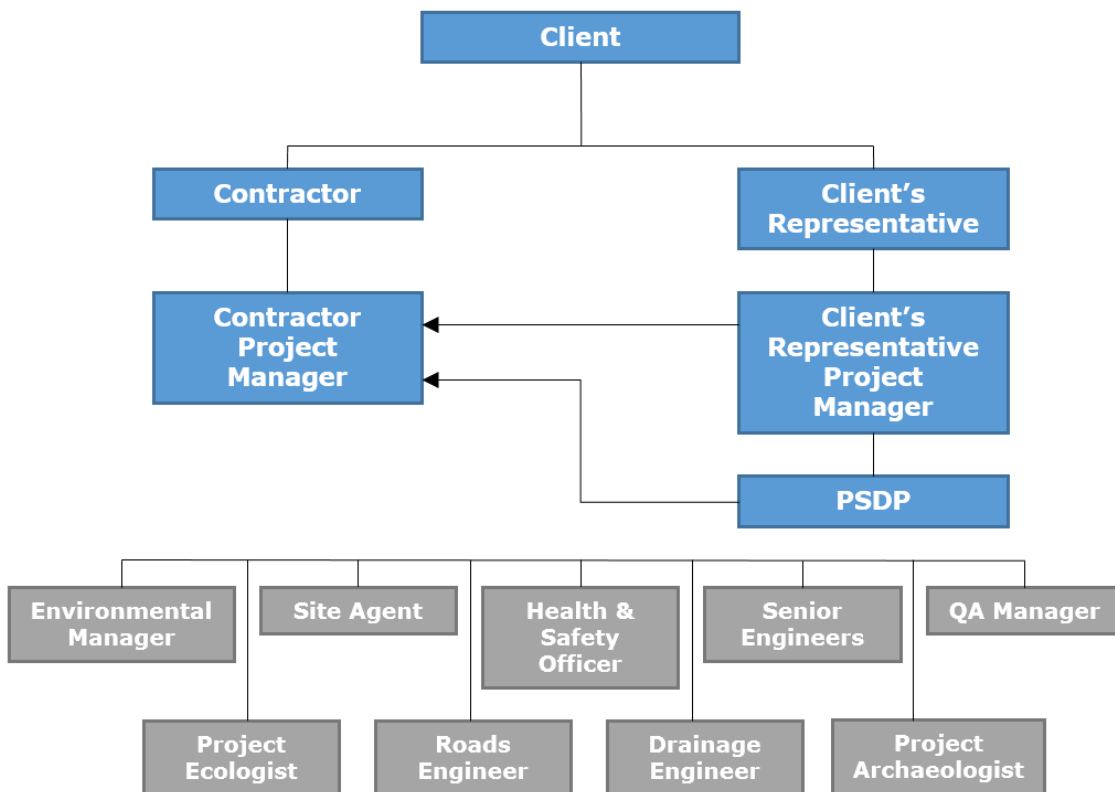 Client
Contractor
Client’s
Representative
Contractor
Project
Manager
Client’s
Representative
Project
Manager
PSDP
Environmental
Manager
Site Agent
Health &
Safety
Officer
Senior
Engineers
QA Manager
Project
Ecologist
Roads
Engineer
Drainage
Engineer
Project
Archaeologist